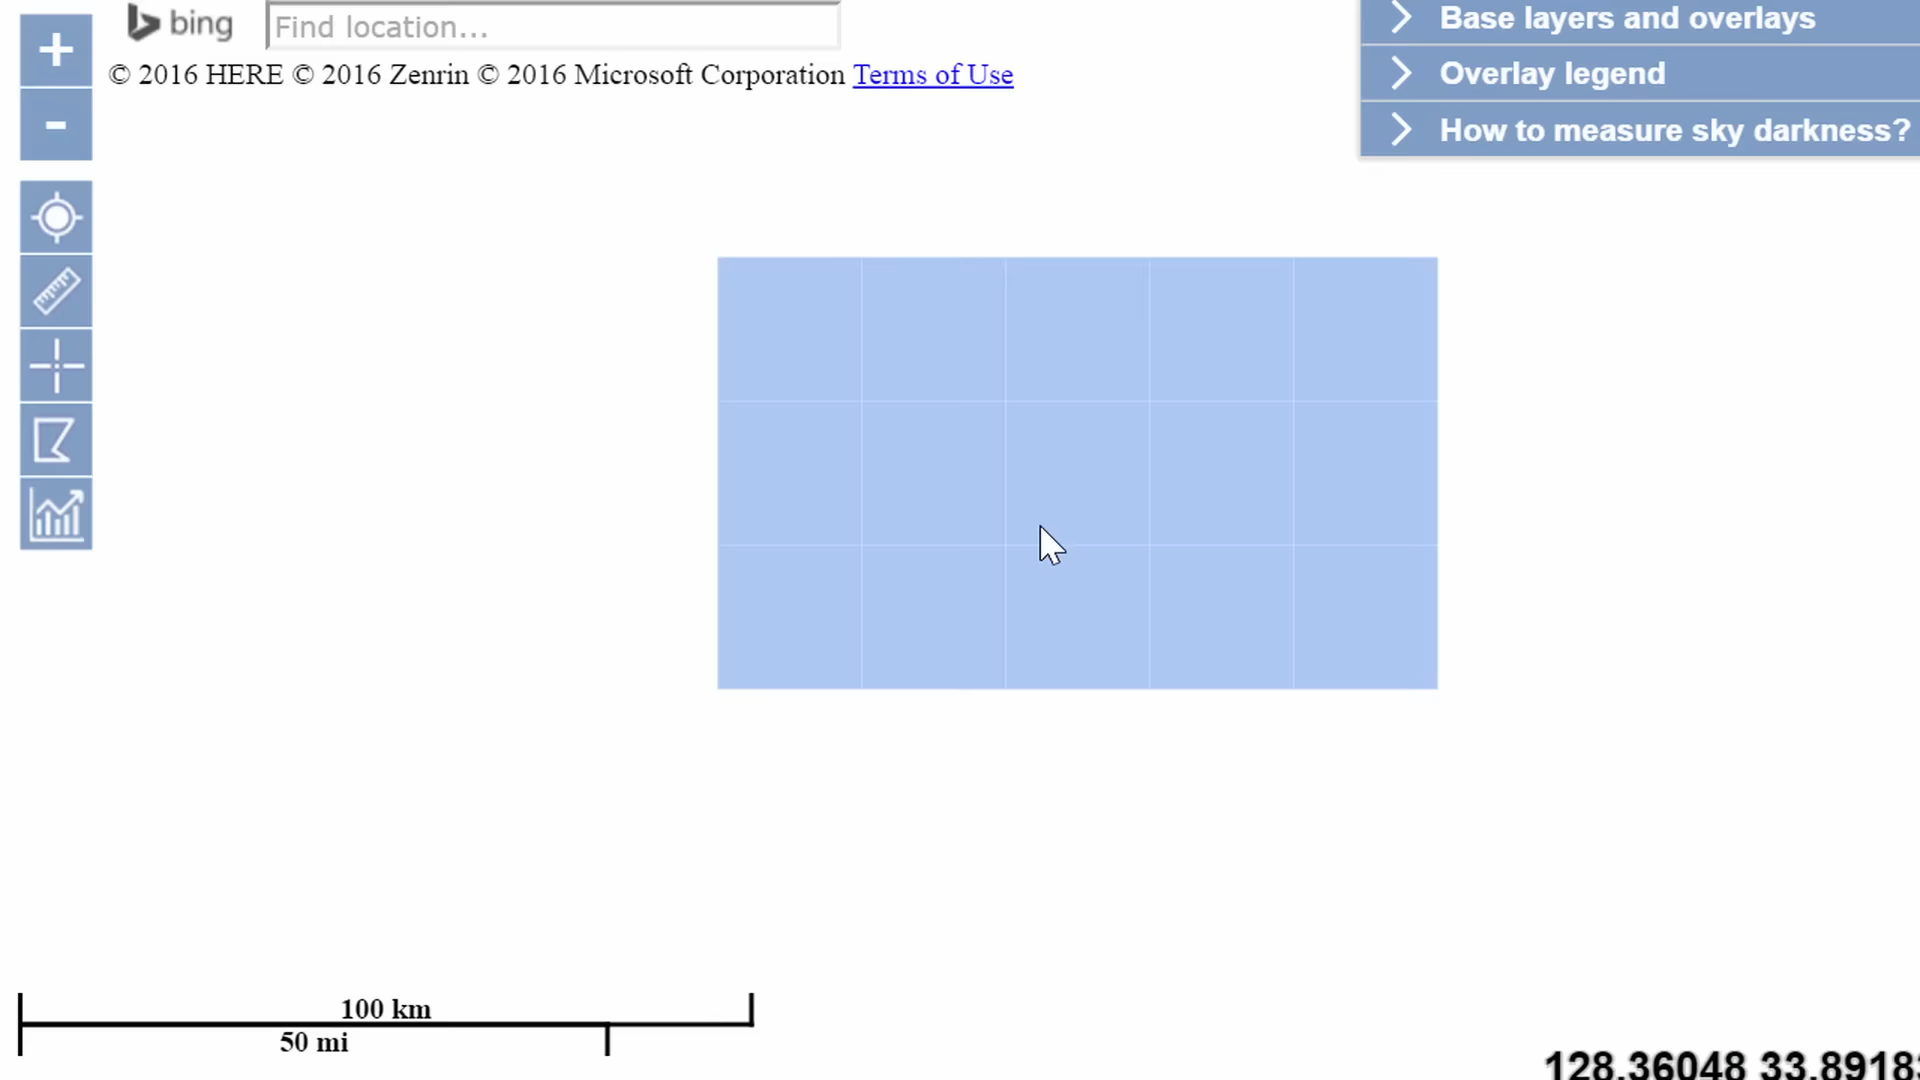 +
bing
Find location...
© 2016 HERE © 2016 Zenrin © 2016 Microsoft Corporation Terms of Use
-
Base layers and overlays
Overlay legend
How to measure sky darkness?
100 km
50 mi
128.36048 33.89183